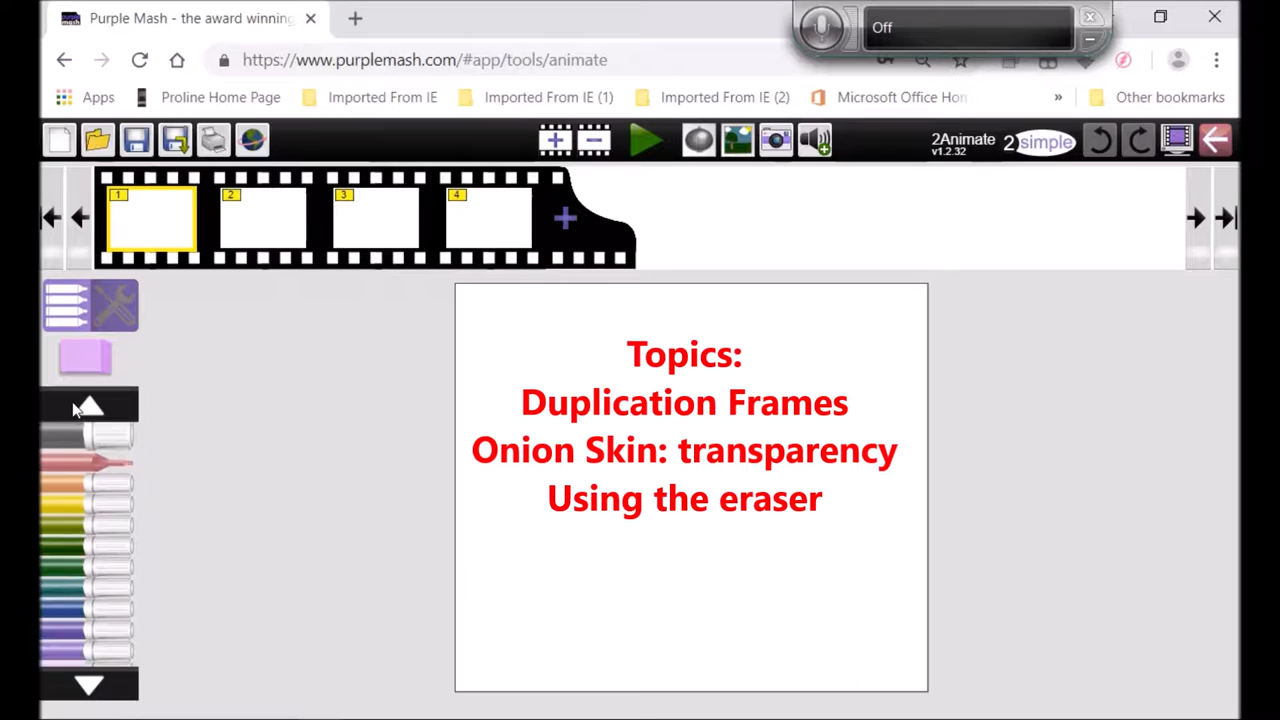 Purple Mash - the award winning
Off
https://www.purplemash.com/#app/tools/animate
Apps
Proline Home Page
Imported From IE
Imported From IE (1)
Imported From IE (2)
Microsoft Office Hon
»
Other bookmarks
2Animate
v1.2.32
2simple
1
2
3
4
Topics:
Duplication Frames
Onion Skin: transparency
Using the eraser